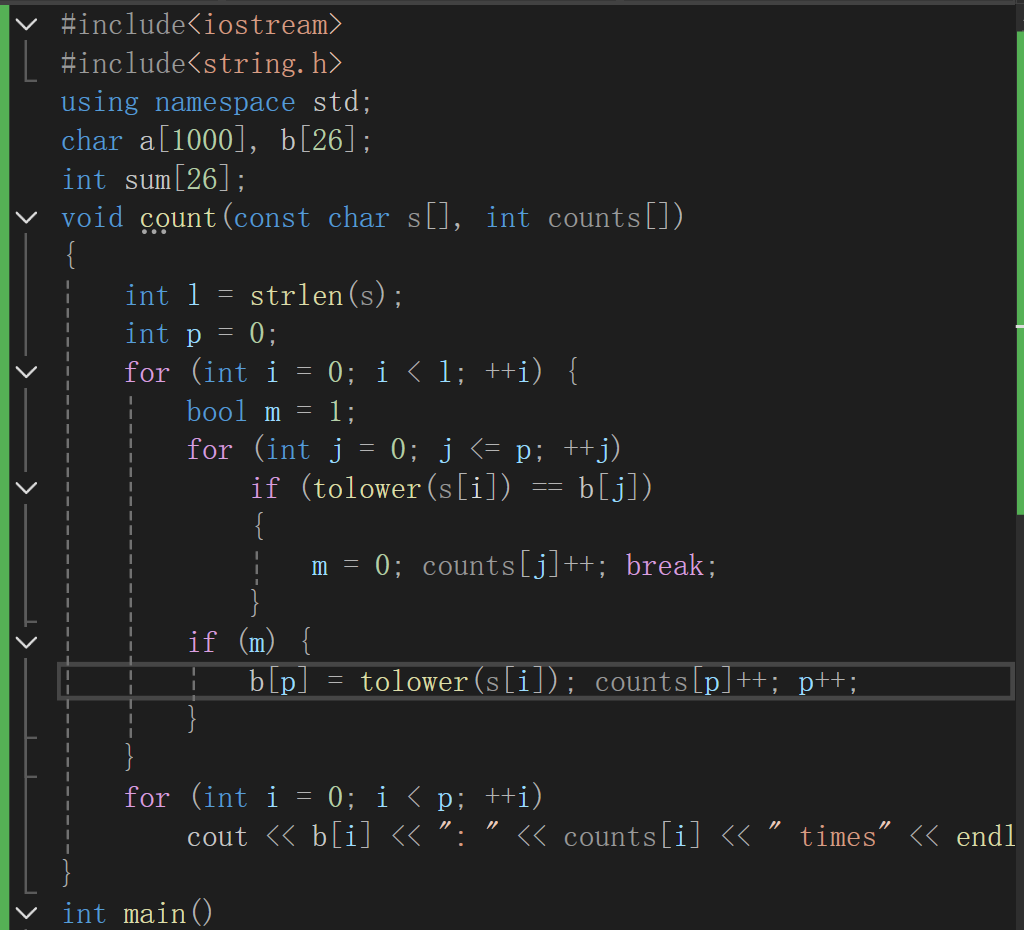 #include<iostream>
#include<string.h>
using namespace std;
char a[1000], b[26];
int sum[26];
void count(const char s[], int counts[])
{
int l = strlen(s);
int p = 0;
for (int i = 0; i < l; ++i) {
bool m = 1;
for (int j = 0; j <= p; ++j)
if (tolower(s[i]) == b[j])
{
m = 0; counts[j]++; break;
}
if (m) {
b[p] = tolower(s[i]); counts[p]++; p++;
}
}
for (int i = 0; i < p; ++i)
cout << b[i] << ": " << counts[i] << " times" << endl
}
int main()